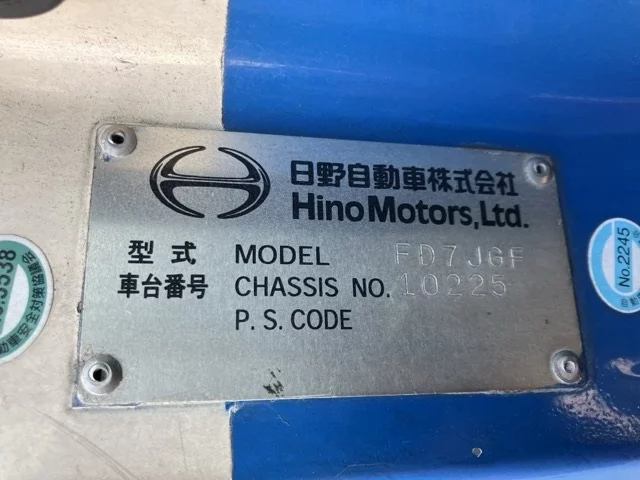 日野自動車株式会社
Hino Motors, Ltd.
型式 MODEL FD7JGF
車台番号 CHASSIS NO. 10225
P. S. CODE
No.2245